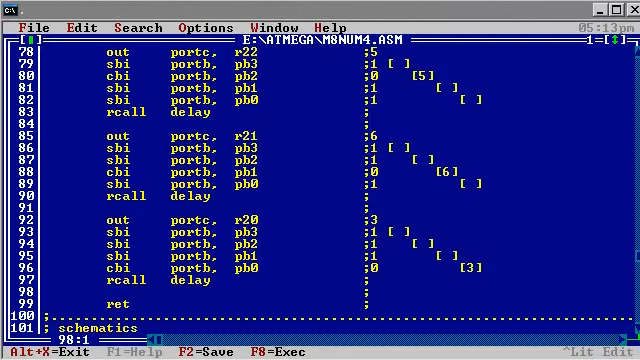 C:\
File Edit Search Options Window Help 05:13pm
E:\ATMEGA\M8NUM4.ASM 1=[↕]
78 out portc, r22 ;5
79 sbi portb, pb3 ;1 [ ]
80 cbi portb, pb2 ;0 [5]
81 sbi portb, pb1 ;1 [ ]
82 sbi portb, pb0 ;1 [ ]
83 rcall delay ;
84 ;
85 out portc, r21 ;6
86 sbi portb, pb3 ;1 [ ]
87 sbi portb, pb2 ;1 [ ]
88 cbi portb, pb1 ;0 [6]
89 sbi portb, pb0 ;1 [ ]
90 rcall delay ;
91 ;
92 out portc, r20 ;3
93 sbi portb, pb3 ;1 [ ]
94 sbi portb, pb2 ;1 [ ]
95 sbi portb, pb1 ;1 [ ]
96 cbi portb, pb0 ;0 [3]
97 rcall delay ;
98 ;
99 ret ;
100 ;..............................................................................
101 ; schematics
98:1
Alt+X=Exit F1=Help F2=Save F8=Exec ^Lit Edit